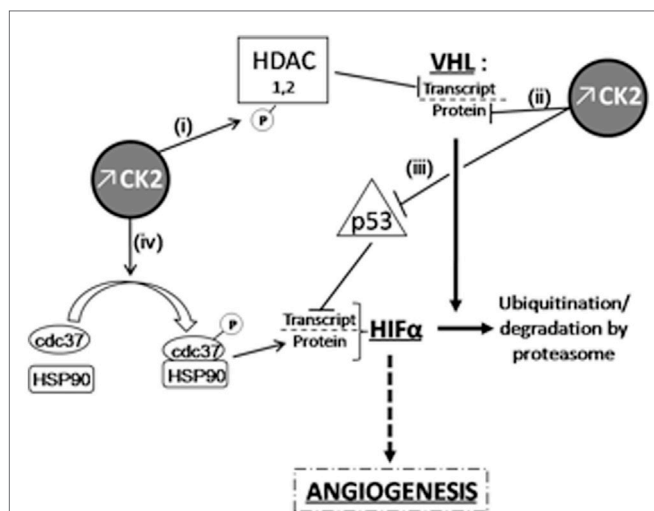 HDAC
1,2
P
(i)
VHL :
Transcript
Protein
(ii)
↗CK2
↗CK2
(iii)
p53
(iv)
cdc37
HSP90
P
cdc37
HSP90
Transcript
Protein
HIFα
Ubiquitination/
degradation by
proteasome
ANGIOGENESIS